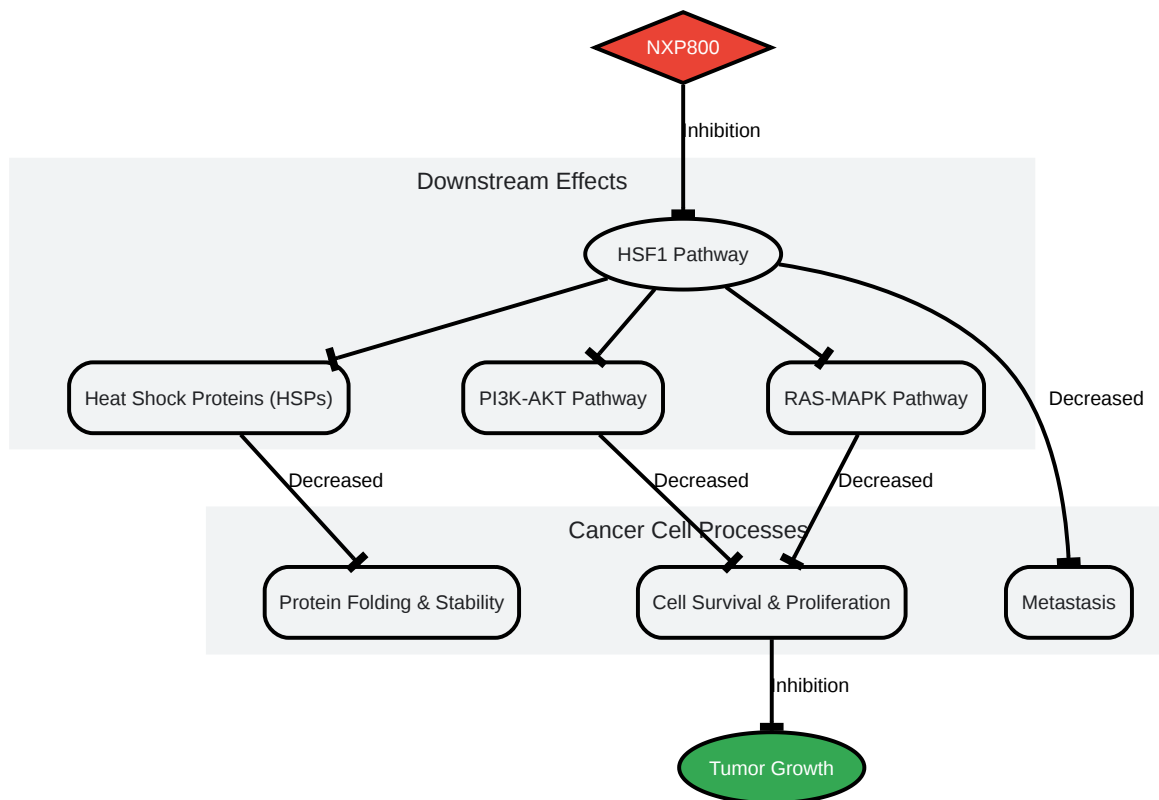 NXP800
Inhibition
Downstream Effects
HSF1 Pathway
Heat Shock Proteins (HSPs)
PI3K-AKT Pathway
RAS-MAPK Pathway
Decreased
Decreased
Decreased
Decreased
Cancer Cell Processes
Protein Folding & Stability
Cell Survival & Proliferation
Metastasis
Inhibition
Tumor Growth